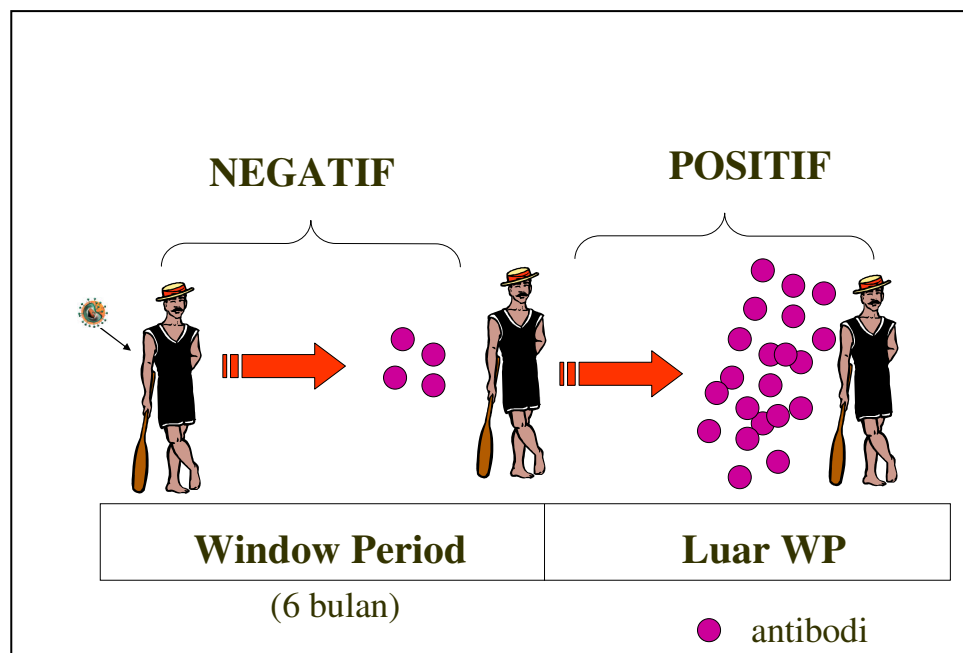 NEGATIF
POSITIF
Window Period
Luar WP
(6 bulan)
antibodi